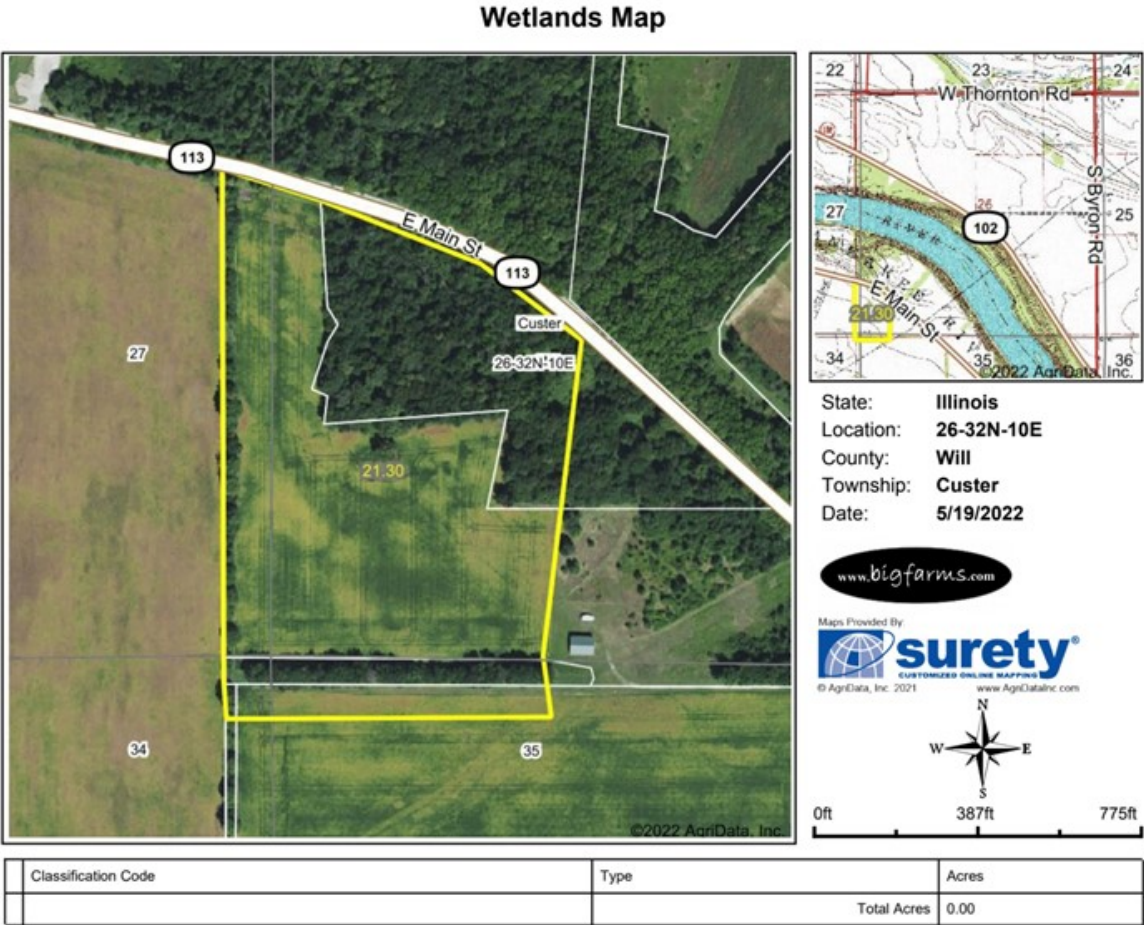 Wetlands Map
113
E Main St
113
Custer
27
26-32N-10E
21.30
34
35
©2022 AgriData, Inc.
22
23
24
W Thornton Rd
S Byron Rd
26
27
25
RIVER
102
E Main St
21.30
34
35
36
©2022 AgriData, Inc.
State: Illinois
Location: 26-32N-10E
County: Will
Township: Custer
Date: 5/19/2022
www.bigfarms.com
Maps Provided By:
surety®
CUSTOMIZED ONLINE MAPPING
© AgriData, Inc. 2021 www.AgriDataInc.com
N
W E
S
0ft 387ft 775ft
Classification Code Type Acres
Total Acres 0.00